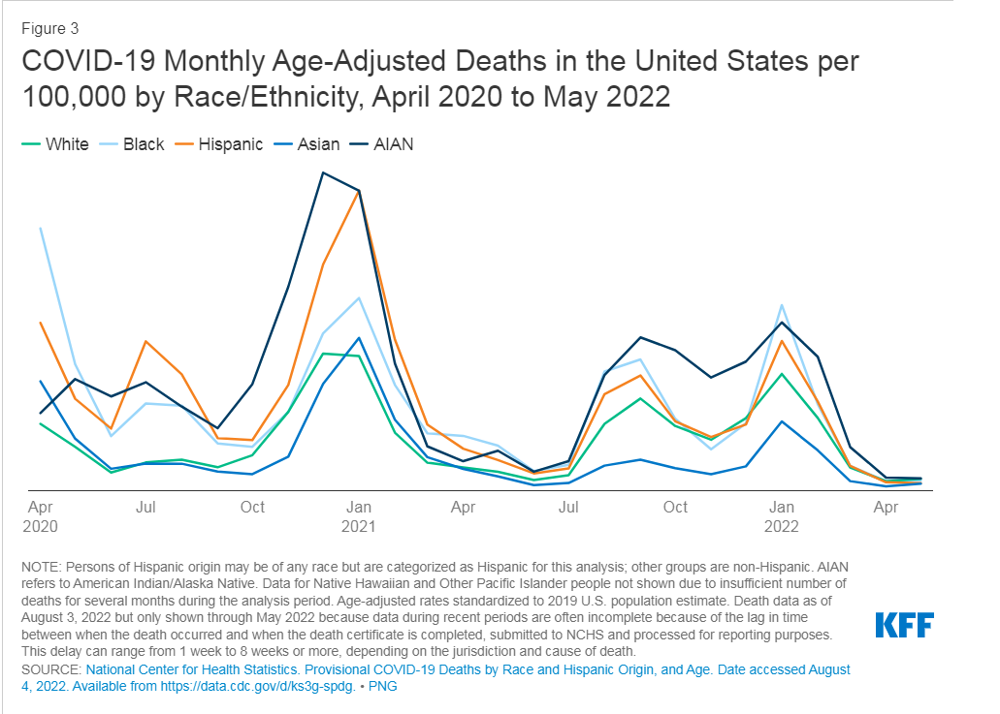 Figure 3
COVID-19 Monthly Age-Adjusted Deaths in the United States per
100,000 by Race/Ethnicity, April 2020 to May 2022
White Black Hispanic Asian AIAN
Apr Jul Oct Jan Apr Jul Oct Jan Apr
2020 2021 2022
NOTE: Persons of Hispanic origin may be of any race but are categorized as Hispanic for this analysis; other groups are non-Hispanic. AIAN
refers to American Indian/Alaska Native. Data for Native Hawaiian and Other Pacific Islander people not shown due to insufficient number of
deaths for several months during the analysis period. Age-adjusted rates standardized to 2019 U.S. population estimate. Death data as of
August 3, 2022 but only shown through May 2022 because data during recent periods are often incomplete because of the lag in time
between when the death occurred and when the death certificate is completed, submitted to NCHS and processed for reporting purposes.
This delay can range from 1 week to 8 weeks or more, depending on the jurisdiction and cause of death.
SOURCE: National Center for Health Statistics. Provisional COVID-19 Deaths by Race and Hispanic Origin, and Age. Date accessed August
4, 2022. Available from https://data.cdc.gov/d/ks3g-spdg. • PNG
KFF